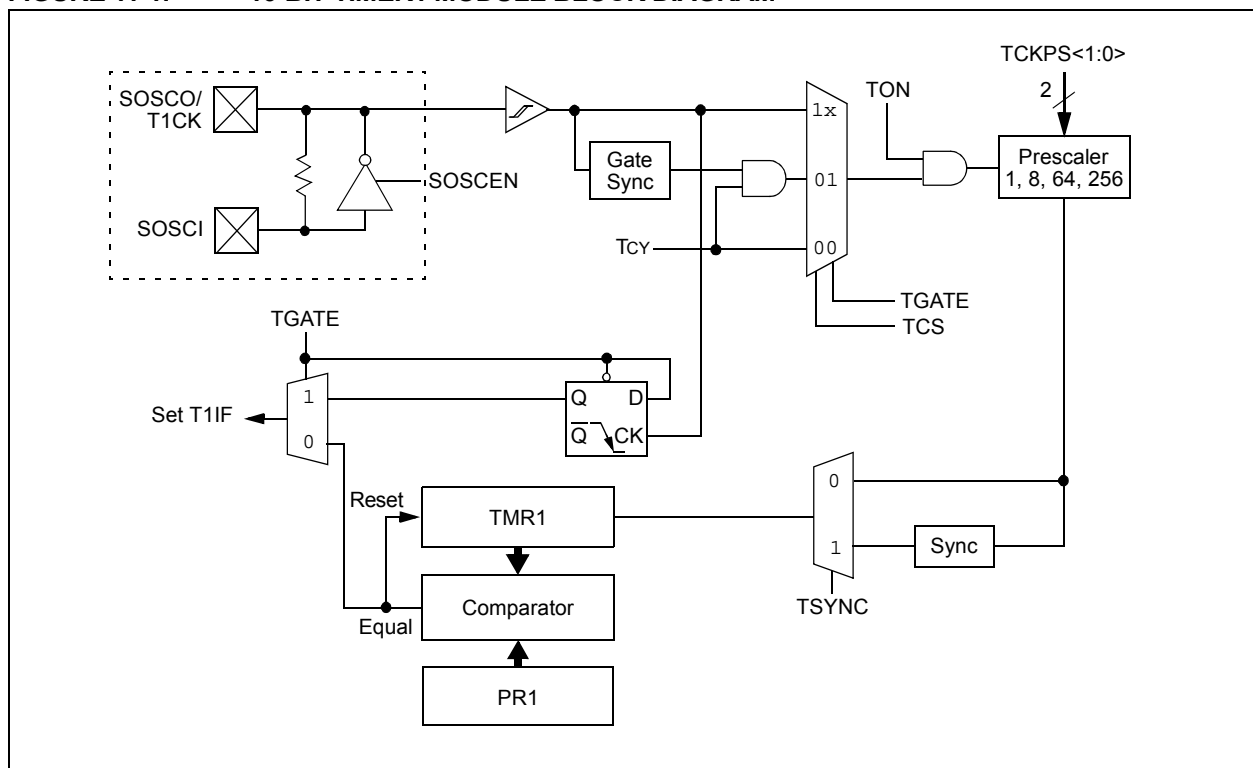 TCKPS<1:0>
2
SOSCO/
T1CK
TON
1x
Gate
Sync
Prescaler
1, 8, 64, 256
SOSCEN
01
SOSCI
TCY
00
TGATE
TCS
TGATE
1
Q
D
Set T1IF
0
Q
CK
Reset
TMR1
0
1
Sync
Comparator
TSYNC
Equal
PR1